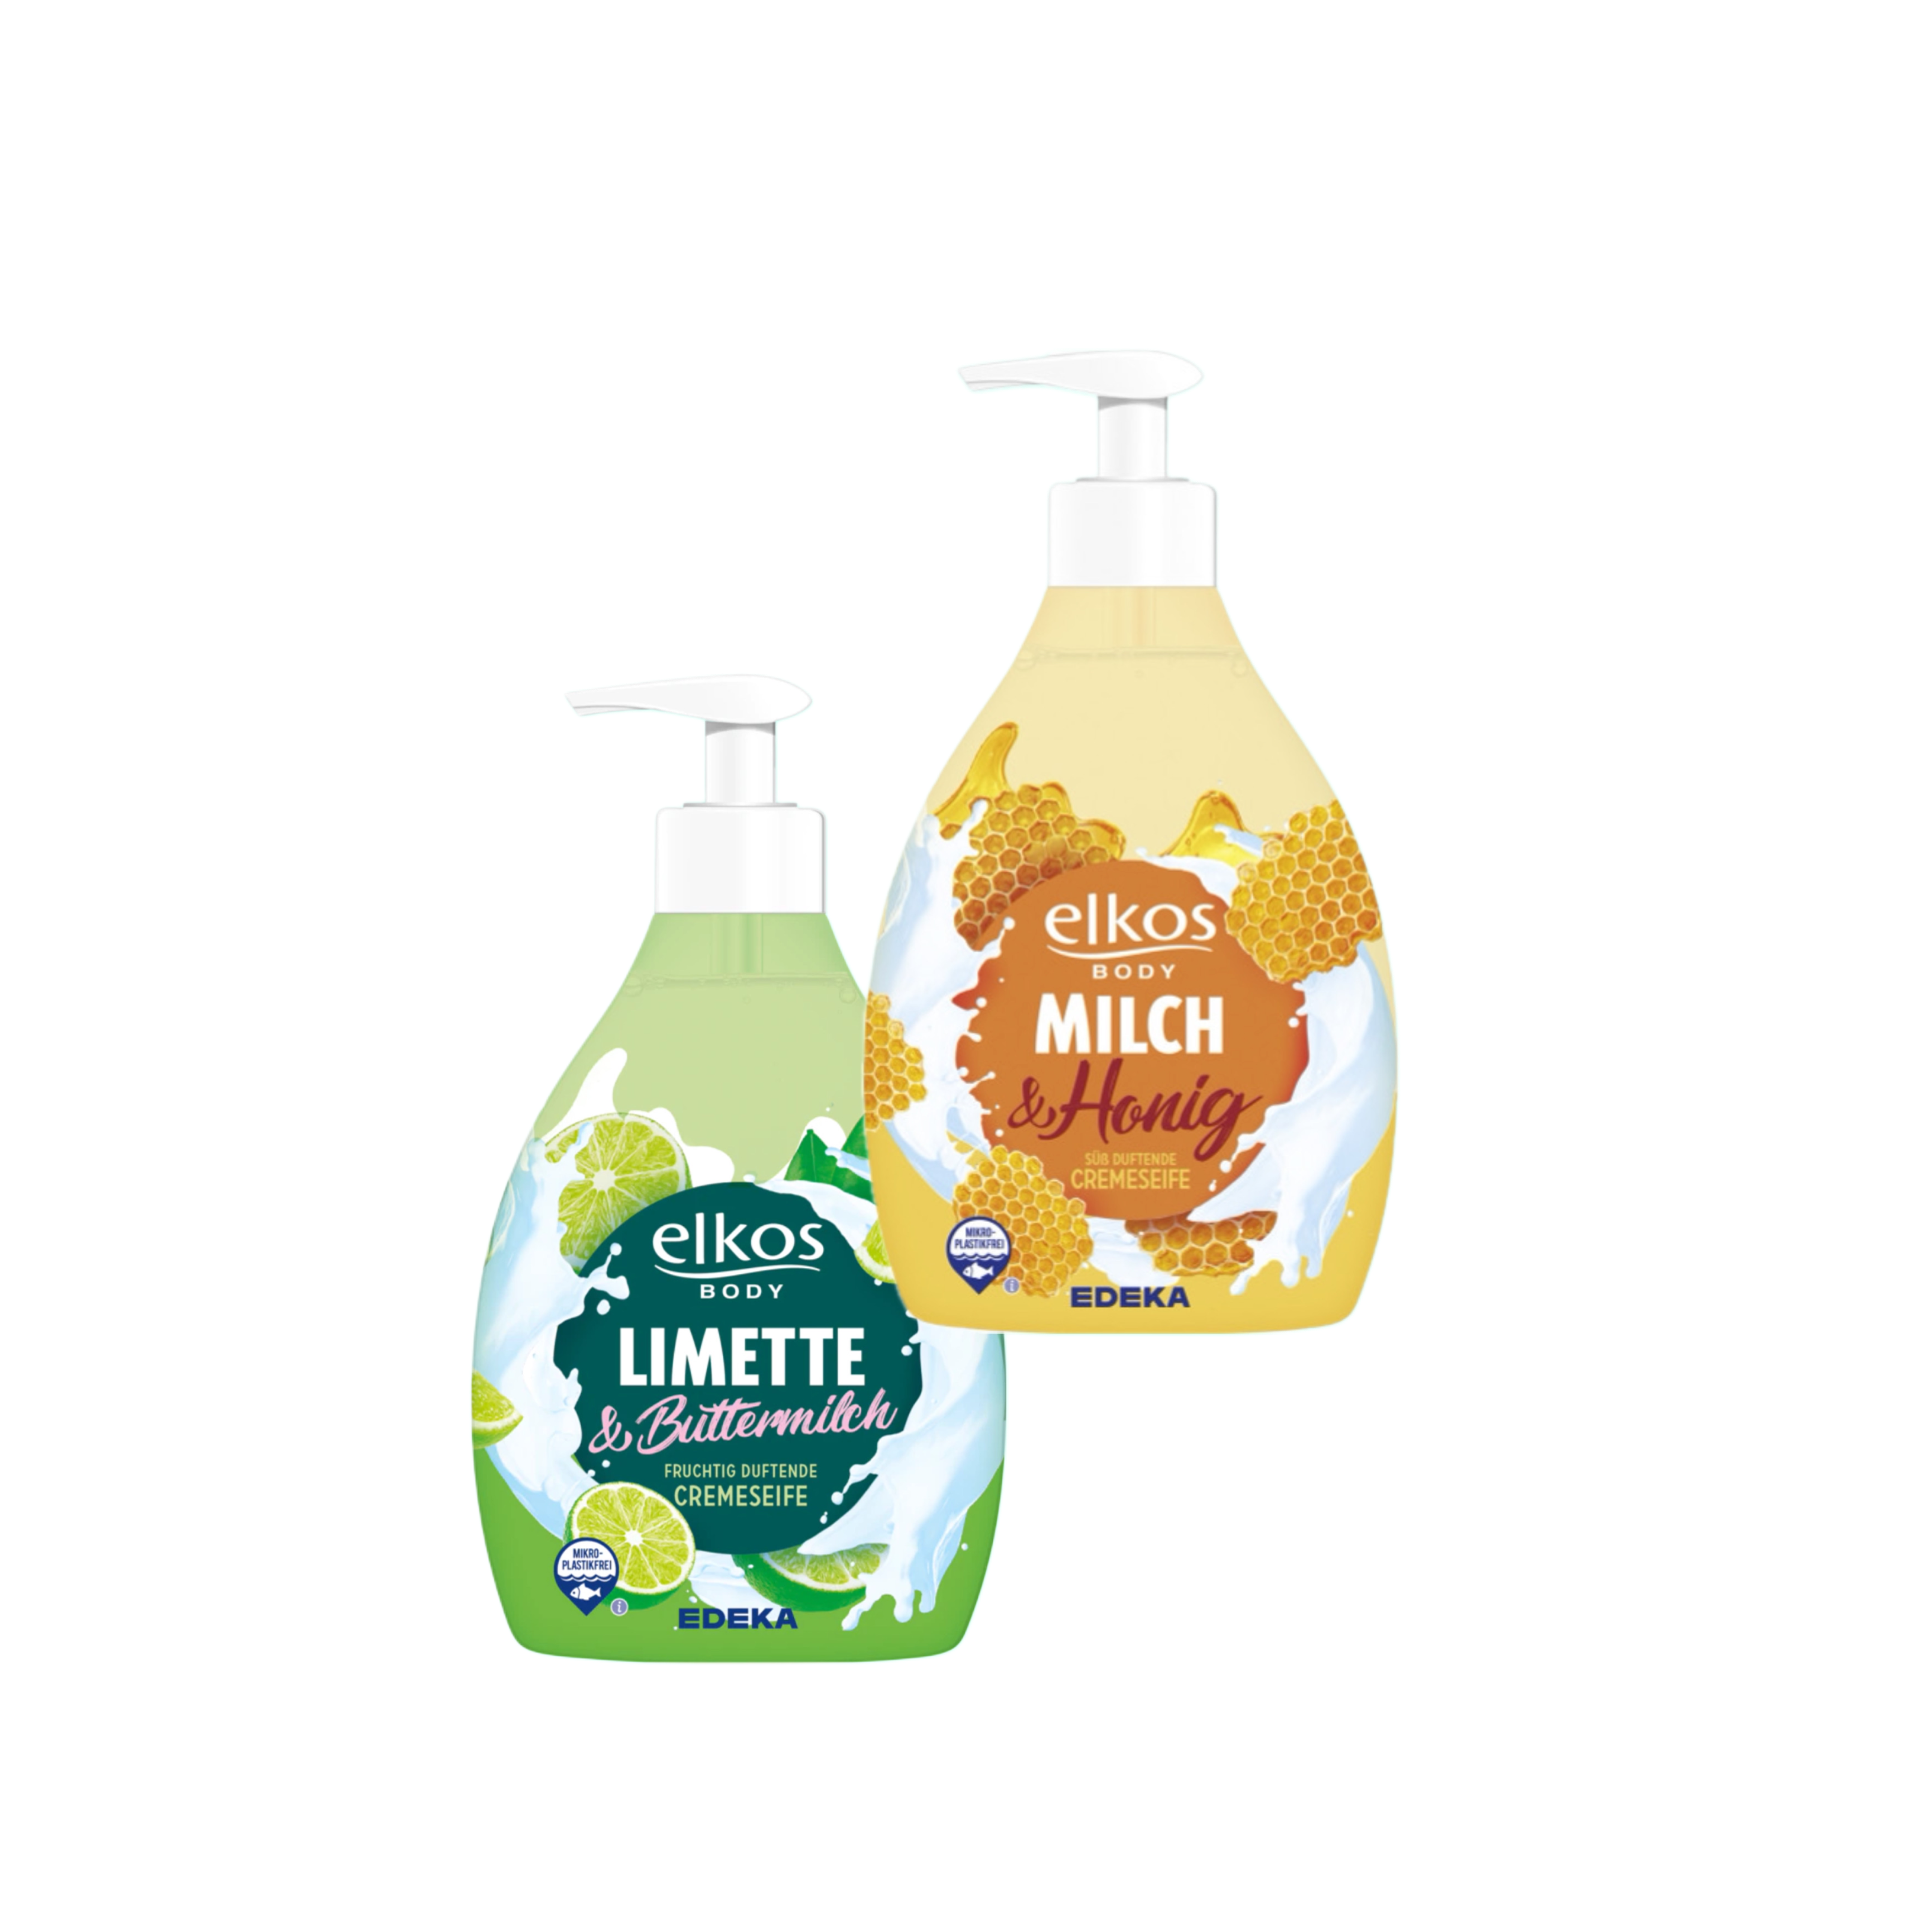 elkos
BODY
MILCH
& Honig
SÜß DUFTENDE
CREMESEIFE
MIKRO-
PLASTIKFREI
i
EDEKA
elkos
BODY
LIMETTE
& Buttermilch
FRUCHTIG DUFTENDE
CREMESEIFE
MIKRO-
PLASTIKFREI
i
EDEKA